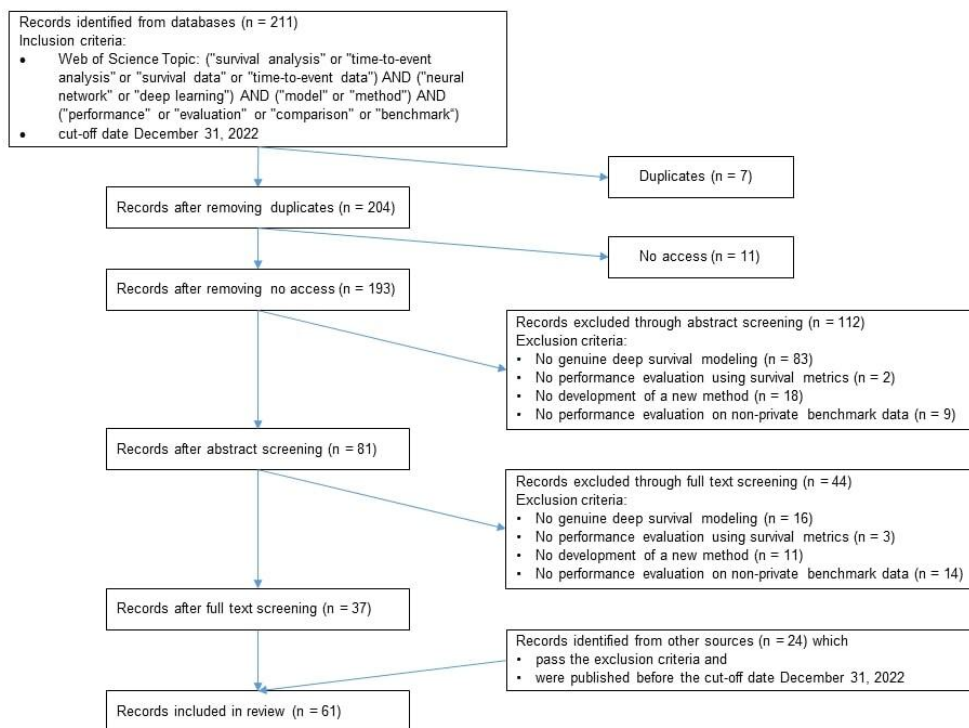 Records identified from databases (n = 211)
Inclusion criteria:
• Web of Science Topic: ("survival analysis" or "time-to-event
analysis" or "survival data" or "time-to-event data") AND ("neural
network" or "deep learning") AND ("model" or "method") AND
("performance" or "evaluation" or "comparison" or "benchmark“)
• cut-off date December 31, 2022
Duplicates (n = 7)
Records after removing duplicates (n = 204)
No access (n = 11)
Records after removing no access (n = 193)
Records excluded through abstract screening (n = 112)
Exclusion criteria:
• No genuine deep survival modeling (n = 83)
• No performance evaluation using survival metrics (n = 2)
• No development of a new method (n = 18)
• No performance evaluation on non-private benchmark data (n = 9)
Records after abstract screening (n = 81)
Records excluded through full text screening (n = 44)
Exclusion criteria:
• No genuine deep survival modeling (n = 16)
• No performance evaluation using survival metrics (n = 3)
• No development of a new method (n = 11)
• No performance evaluation on non-private benchmark data (n = 14)
Records after full text screening (n = 37)
Records identified from other sources (n = 24) which
• pass the exclusion criteria and
• were published before the cut-off date December 31, 2022
Records included in review (n = 61)